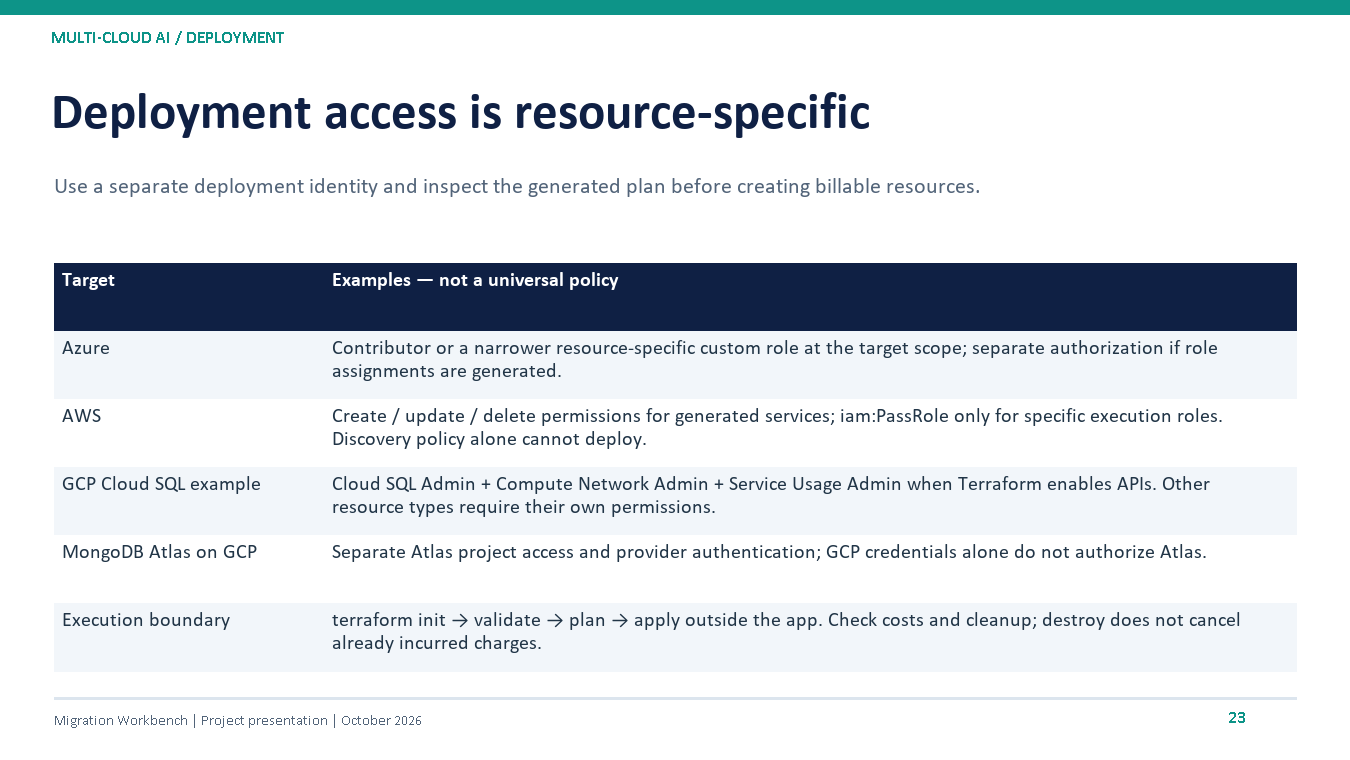 MULTI-CLOUD AI / DEPLOYMENT
Deployment access is resource-specific
Use a separate deployment identity and inspect the generated plan before creating billable resources.
Target
Examples — not a universal policy
Azure
Contributor or a narrower resource-specific custom role at the target scope; separate authorization if role
assignments are generated.
AWS
Create / update / delete permissions for generated services; iam:PassRole only for specific execution roles.
Discovery policy alone cannot deploy.
GCP Cloud SQL example
Cloud SQL Admin + Compute Network Admin + Service Usage Admin when Terraform enables APIs. Other
resource types require their own permissions.
MongoDB Atlas on GCP
Separate Atlas project access and provider authentication; GCP credentials alone do not authorize Atlas.
Execution boundary
terraform init → validate → plan → apply outside the app. Check costs and cleanup; destroy does not cancel
already incurred charges.
Migration Workbench | Project presentation | October 2026
23